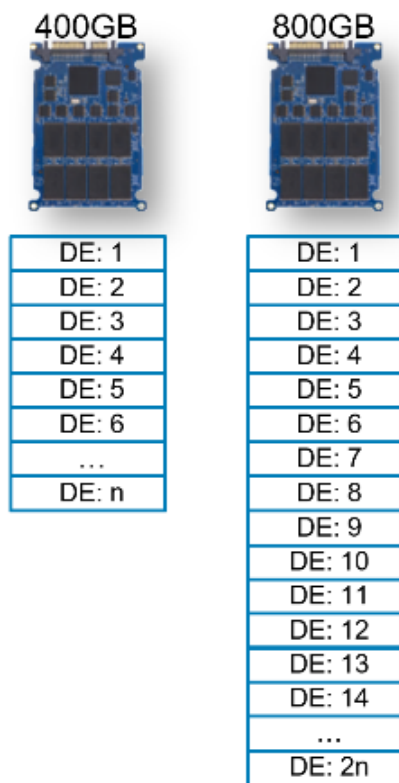 400GB
DE: 1
DE: 2
DE: 3
DE: 4
DE: 5
DE: 6
...
DE: n
800GB
DE: 1
DE: 2
DE: 3
DE: 4
DE: 5
DE: 6
DE: 7
DE: 8
DE: 9
DE: 10
DE: 11
DE: 12
DE: 13
DE: 14
...
DE: 2n